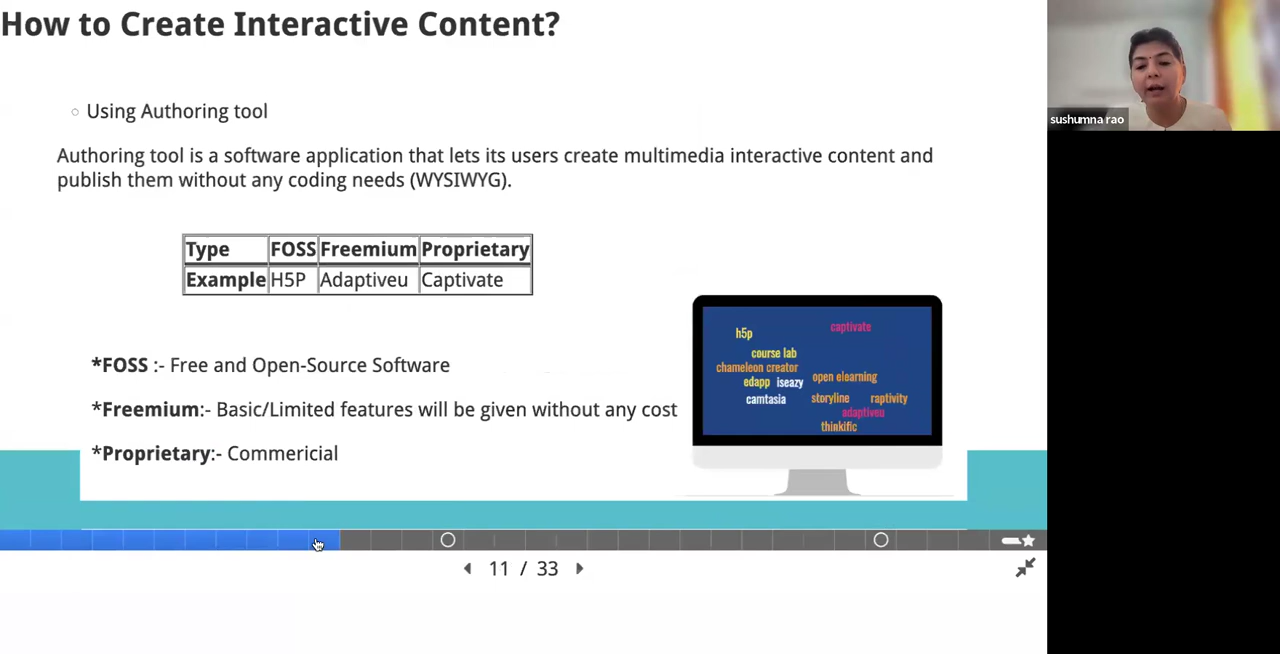 How to Create Interactive Content?
sushumna rao
Using Authoring tool
Authoring tool is a software application that lets its users create multimedia interactive content and
publish them without any coding needs (WYSIWYG).
Type FOSS Freemium Proprietary
Example H5P Adaptiveu Captivate
h5p captivate
course lab
chameleon creator
open elearning
edapp iseazy
camtasia storyline raptivity
adaptiveu
thinkific
*FOSS :- Free and Open-Source Software
*Freemium:- Basic/Limited features will be given without any cost
*Proprietary:- Commericial
11 / 33